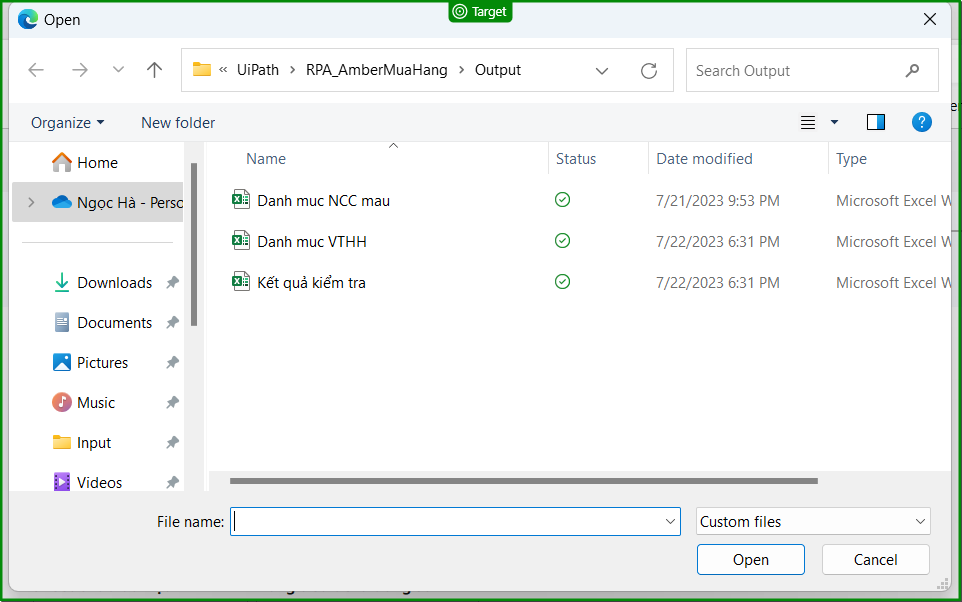 Open
Target
« UiPath > RPA_AmberMuaHang > Output
Search Output
Organize
New folder
?
Home
Ngọc Hà - Perso
Downloads
Documents
Pictures
Music
Input
Videos
Name Status Date modified Type
Danh muc NCC mau 7/21/2023 9:53 PM Microsoft Excel W
Danh muc VTHH 7/22/2023 6:31 PM Microsoft Excel W
Kết quả kiểm tra 7/22/2023 6:31 PM Microsoft Excel W
File name:
Custom files
Open
Cancel